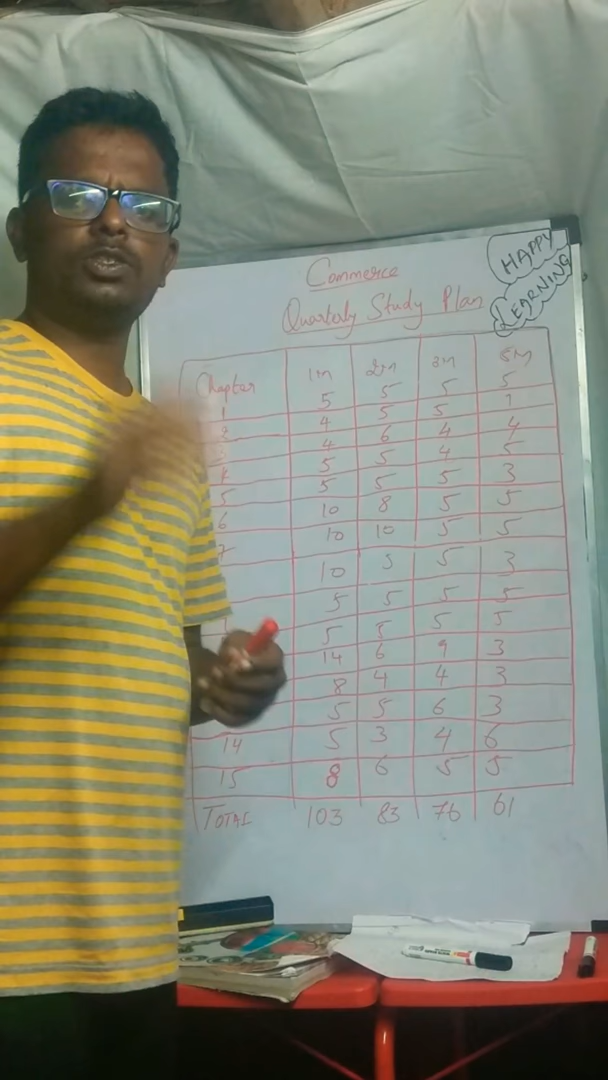 HAPPY
LEARNING
Commerce
Quarterly Study Plan
Chapter 1m 2m 3m 5m
1 5 5 5 5
2 4 5 5 1
3 4 6 4 4
4 5 5 4 5
5 5 5 5 3
6 10 8 5 5
7 10 10 5 5
10 5 5 3
5 5 5 5
5 5 5 5
14 6 9 3
8 4 4 3
5 5 6 3
14 5 3 4 6
15 8 6 5 5
TOTAL 103 83 76 61